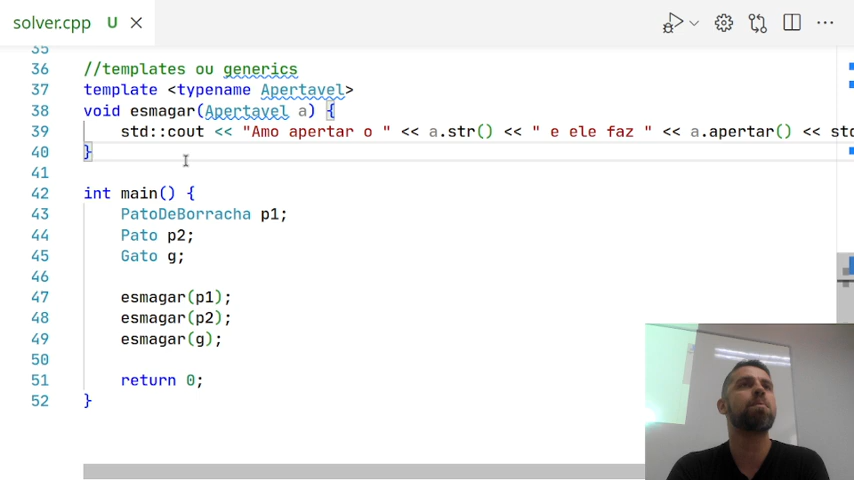 solver.cpp U
35
36 //templates ou generics
37 template <typename Apertavel>
38 void esmagar(Apertavel a) {
39 std::cout << "Amo apertar o " << a.str() << " e ele faz " << a.apertar() << std
40 }
41
42 int main() {
43 PatoDeBorracha p1;
44 Pato p2;
45 Gato g;
46
47 esmagar(p1);
48 esmagar(p2);
49 esmagar(g);
50
51 return 0;
52 }